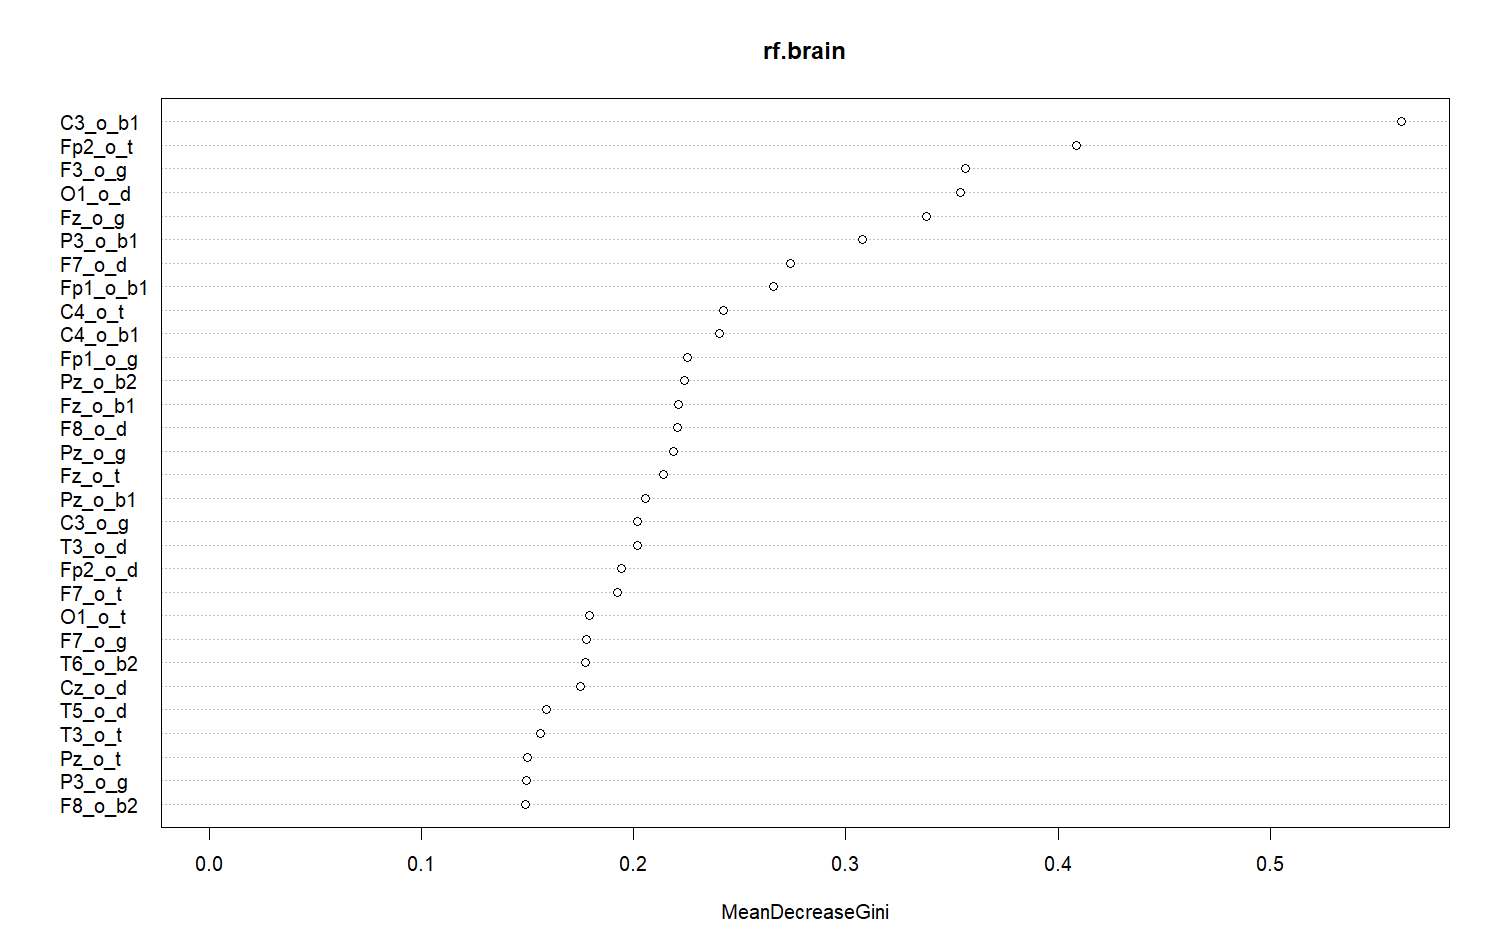 rf.brain
C3_o_b1
Fp2_o_t
F3_o_g
O1_o_d
Fz_o_g
P3_o_b1
F7_o_d
Fp1_o_b1
C4_o_t
C4_o_b1
Fp1_o_g
Pz_o_b2
Fz_o_b1
F8_o_d
Pz_o_g
Fz_o_t
Pz_o_b1
C3_o_g
T3_o_d
Fp2_o_d
F7_o_t
O1_o_t
F7_o_g
T6_o_b2
Cz_o_d
T5_o_d
T3_o_t
Pz_o_t
P3_o_g
F8_o_b2
0.0 0.1 0.2 0.3 0.4 0.5
MeanDecreaseGini